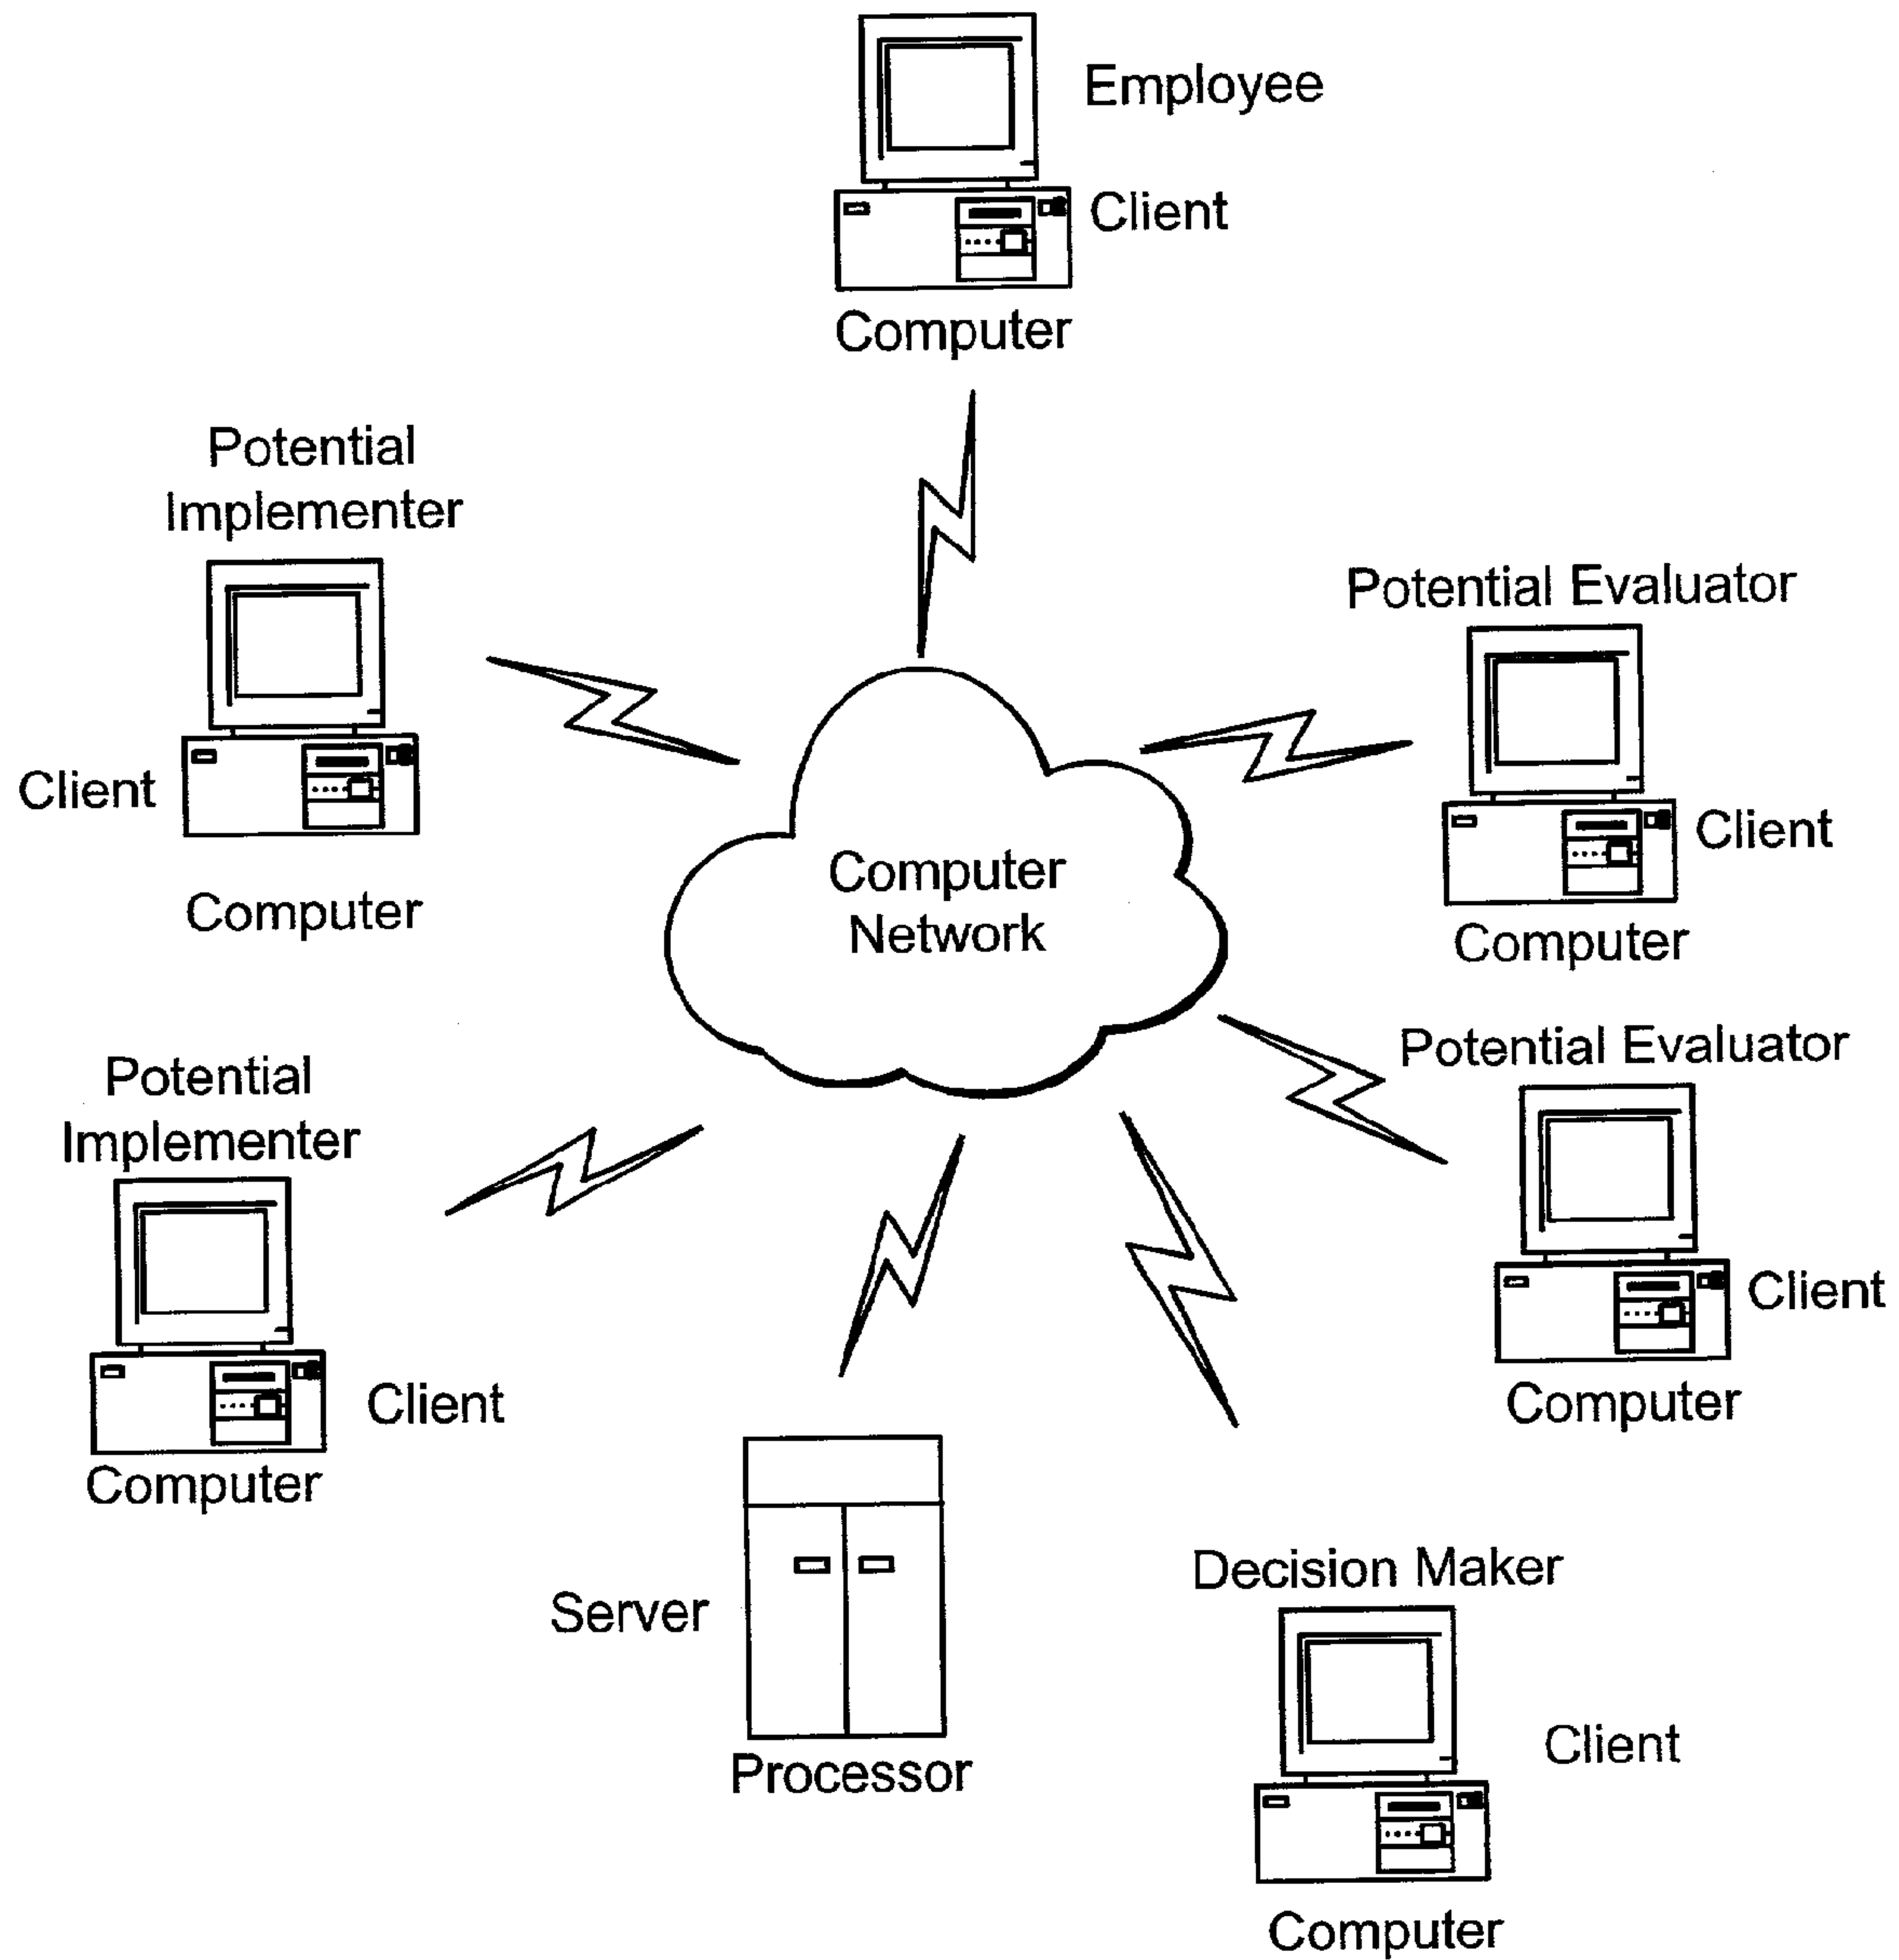 Employee
Client
Computer
Potential
Implementer
Client
Computer
Potential Evaluator
Client
Computer
Computer
Network
Potential Evaluator
Client
Computer
Potential
Implementer
Client
Computer
Server
Processor
Decision Maker
Client
Computer